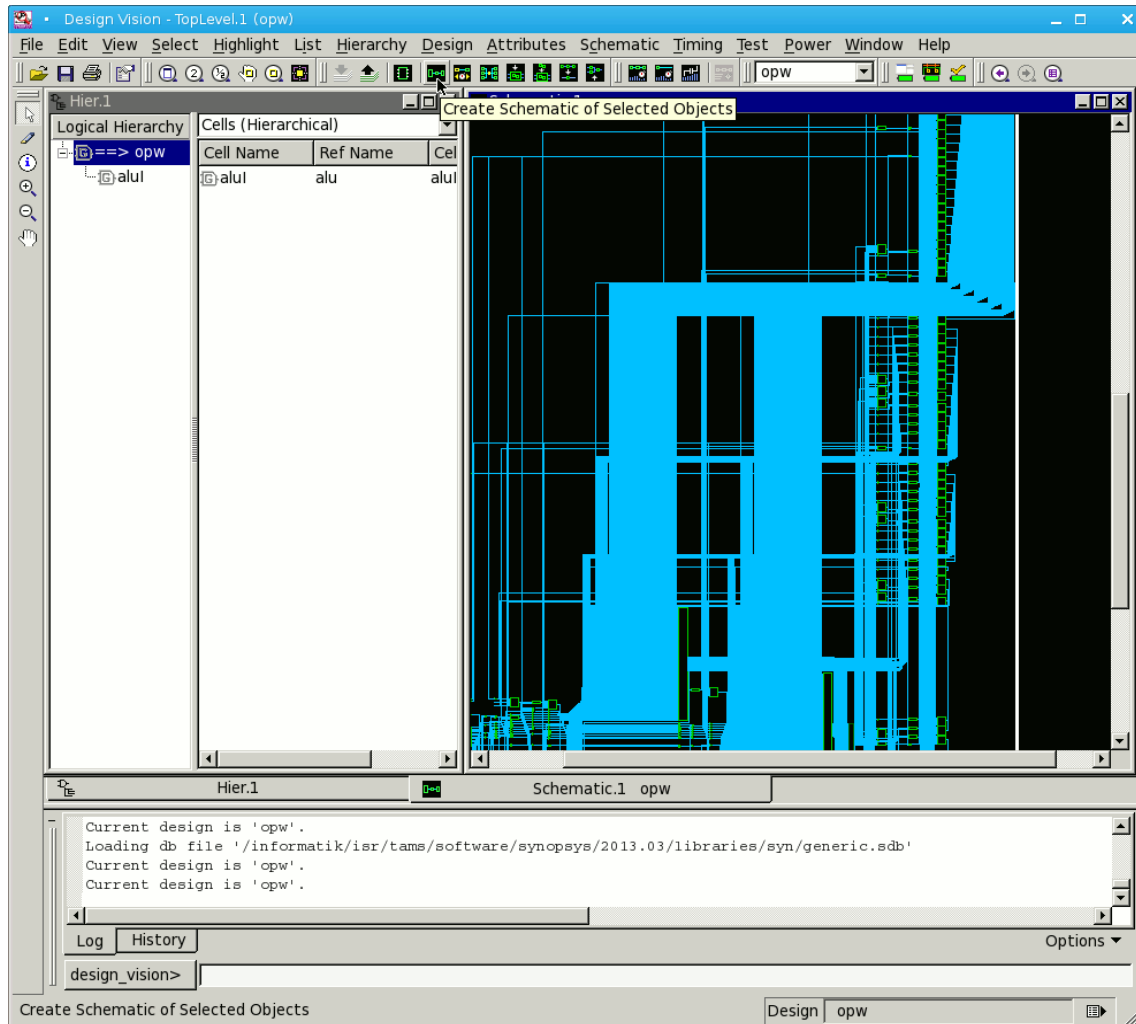 Design Vision - TopLevel.1 (opw)
File Edit View Select Highlight List Hierarchy Design Attributes Schematic Timing Test Power Window Help
opw
Hier.1
Create Schematic of Selected Objects
Logical Hierarchy
Cells (Hierarchical)
==> opw
Cell Name Ref Name Cel
aluI
aluI alu aluI
Hier.1
Schematic.1 opw
Current design is 'opw'.
Loading db file '/informatik/isr/tams/software/synopsys/2013.03/libraries/syn/generic.sdb'
Current design is 'opw'.
Current design is 'opw'.
Log History
Options
design_vision>
Create Schematic of Selected Objects
Design opw